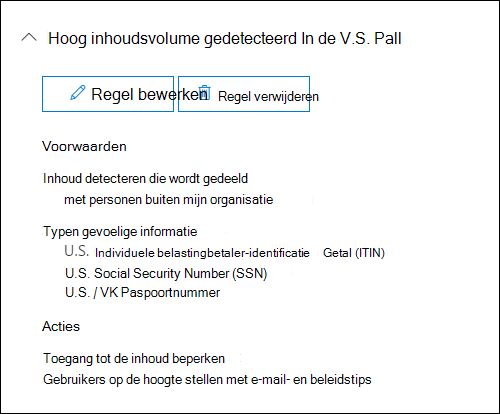 Hoog inhoudsvolume gedetecteerd In de V.S. Pall
Regel bewerken Regel verwijderen
Voorwaarden
Inhoud detecteren die wordt gedeeld
met personen buiten mijn organisatie
Typen gevoelige informatie
U.S. Individuele belastingbetaler-identificatie Getal (ITIN)
U.S. Social Security Number (SSN)
U.S. / VK Paspoortnummer
Acties
Toegang tot de inhoud beperken
Gebruikers op de hoogte stellen met e-mail- en beleidstips